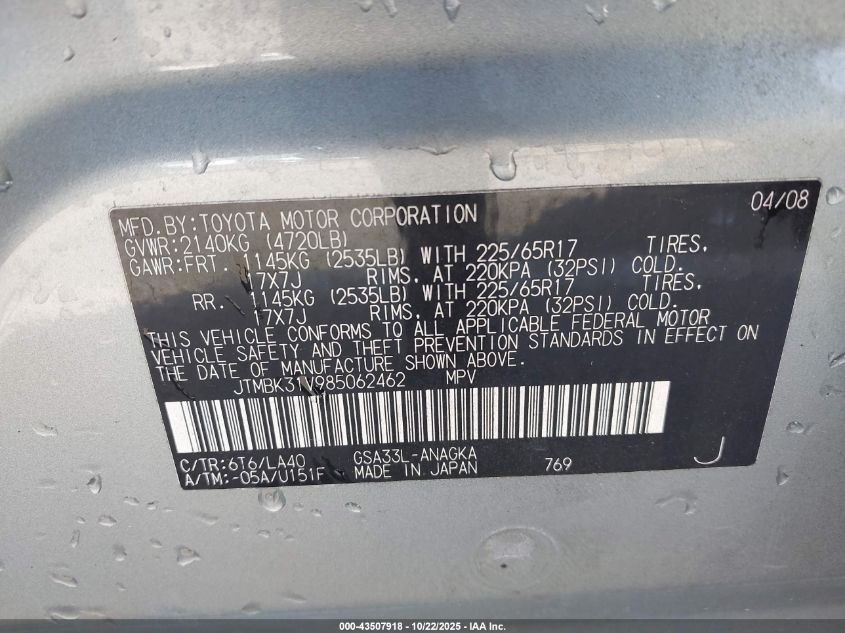 04/08
MFD.BY:TOYOTA MOTOR CORPORATION
GVWR:2140KG (4720LB)
GAWR:FRT. 1145KG (2535LB) WITH 225/65R17 TIRES,
17X7J RIMS, AT 220KPA (32PSI) COLD.
RR. 1145KG (2535LB) WITH 225/65R17 TIRES,
17X7J RIMS, AT 220KPA (32PSI) COLD.
THIS VEHICLE CONFORMS TO ALL APPLICABLE FEDERAL MOTOR
VEHICLE SAFETY AND THEFT PREVENTION STANDARDS IN EFFECT ON
THE DATE OF MANUFACTURE SHOWN ABOVE.
JTMBK31V985062462 MPV
C/TR:6T6/LA40 GSA33L-ANAGKA
A/TM:-05A/U151F MADE IN JAPAN 769 J
000-43507918 - 10/22/2025 - IAA Inc.